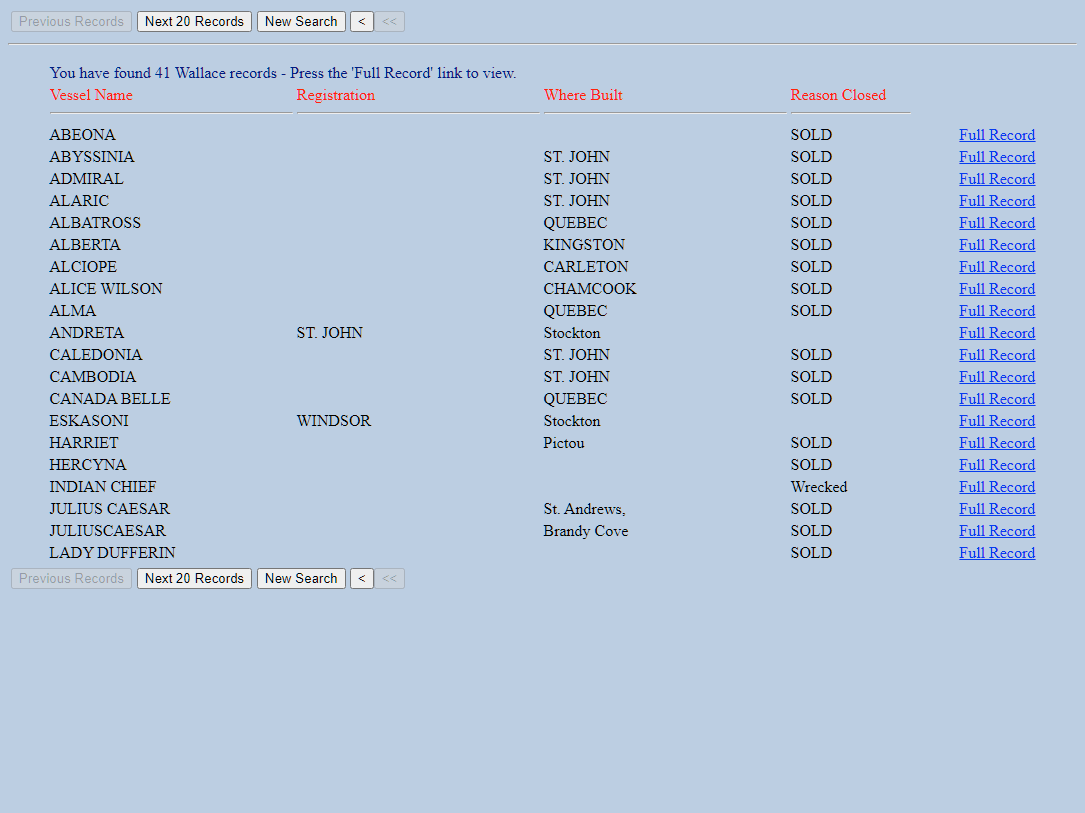 Previous Records Next 20 Records New Search < <<
You have found 41 Wallace records - Press the 'Full Record' link to view.
Vessel Name Registration Where Built Reason Closed
ABEONA SOLD Full Record
ABYSSINIA ST. JOHN SOLD Full Record
ADMIRAL ST. JOHN SOLD Full Record
ALARIC ST. JOHN SOLD Full Record
ALBATROSS QUEBEC SOLD Full Record
ALBERTA KINGSTON SOLD Full Record
ALCIOPE CARLETON SOLD Full Record
ALICE WILSON CHAMCOOK SOLD Full Record
ALMA QUEBEC SOLD Full Record
ANDRETA ST. JOHN Stockton Full Record
CALEDONIA ST. JOHN SOLD Full Record
CAMBODIA ST. JOHN SOLD Full Record
CANADA BELLE QUEBEC SOLD Full Record
ESKASONI WINDSOR Stockton Full Record
HARRIET Pictou SOLD Full Record
HERCYNA SOLD Full Record
INDIAN CHIEF Wrecked Full Record
JULIUS CAESAR St. Andrews, SOLD Full Record
JULIUSCAESAR Brandy Cove SOLD Full Record
LADY DUFFERIN SOLD Full Record
Previous Records Next 20 Records New Search < <<